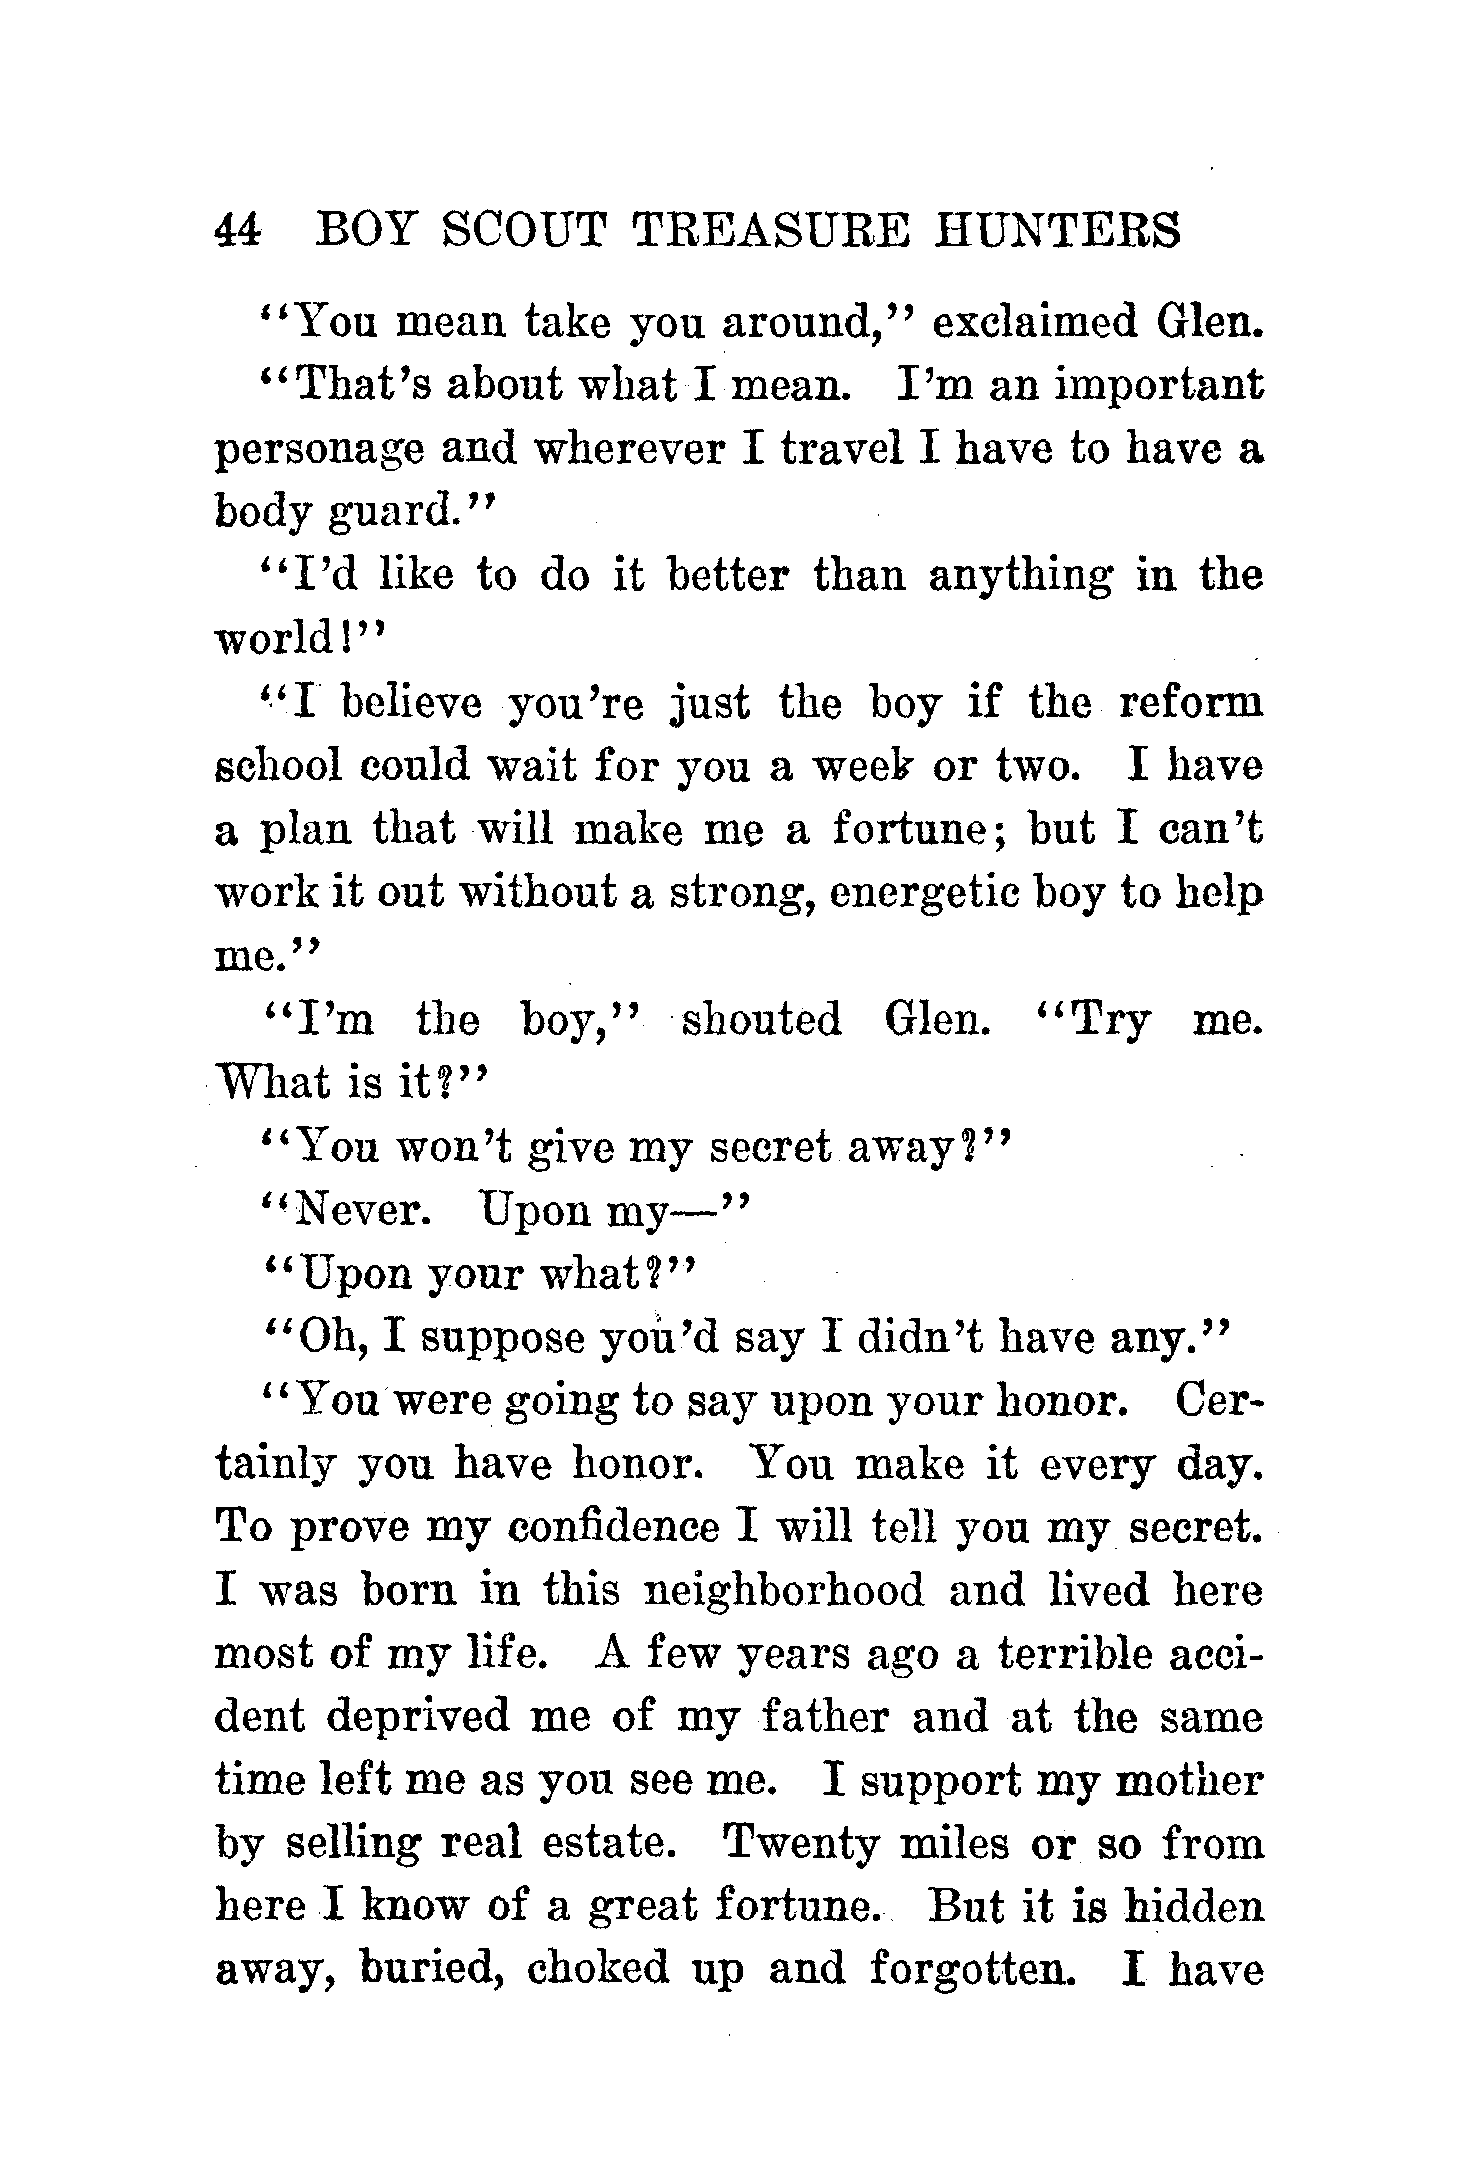 44 BOY SCOUT TREASURE HUNTERS
“You mean take you around,” exclaimed Glen.
“That’s about what I mean. I’m an important
personage and wherever I travel I have to have a
body guard.”
“I’d like to do it better than anything in the
world!”
“I believe you’re just the boy if the reform
school could wait for you a week or two. I have
a plan that will make me a fortune; but I can’t
work it out without a strong, energetic boy to help
me.”
“I’m the boy,” shouted Glen. “Try me.
What is it?”
“You won’t give my secret away?”
“Never. Upon my—”
“Upon your what?”
“Oh, I suppose you’d say I didn’t have any.”
“You were going to say upon your honor. Cer-
tainly you have honor. You make it every day.
To prove my confidence I will tell you my secret.
I was born in this neighborhood and lived here
most of my life. A few years ago a terrible acci-
dent deprived me of my father and at the same
time left me as you see me. I support my mother
by selling real estate. Twenty miles or so from
here I know of a great fortune. But it is hidden
away, buried, choked up and forgotten. I have